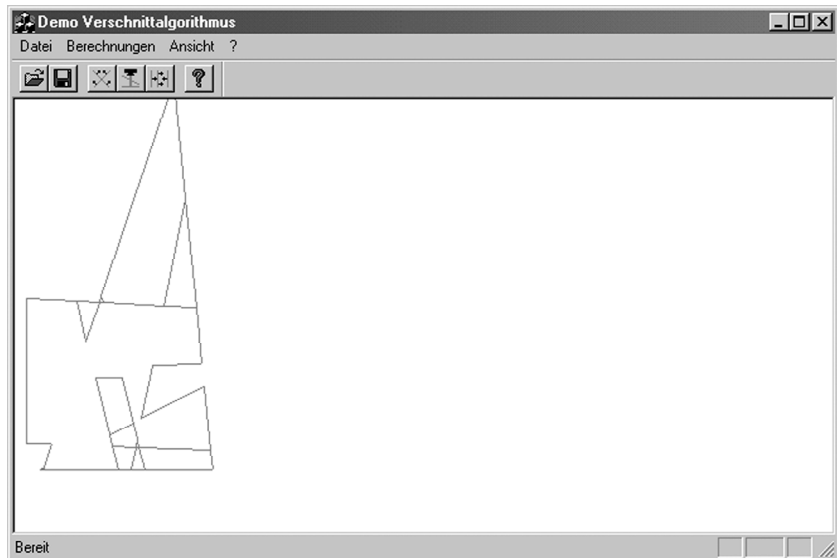 Demo Verschnittalgorithmus
Datei Berechnungen Ansicht ?
Bereit